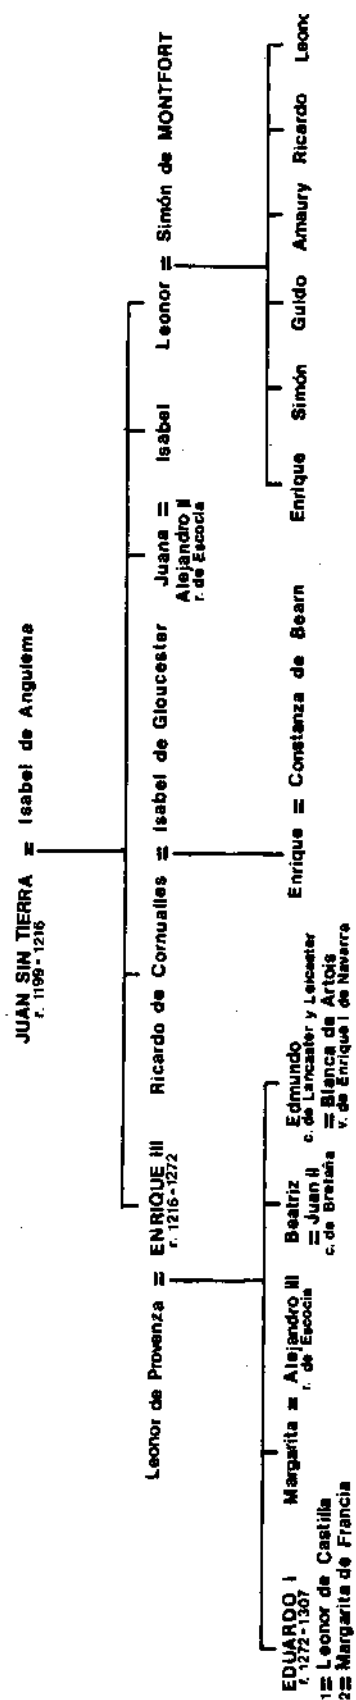 JUAN SIN TIERRA = Isabel de Angulema
r. 1199-1216
Leonor de Provenza = ENRIQUE III
r. 1216-1272
Ricardo de Cornualles = Isabel de Gloucester
Juana =
Alejandro II
r. de Escocia
Isabel
Leonor = Simón de MONTFORT
EDUARDO I
r. 1272-1307
1= Leonor de Castilla
2= Margarita de Francia
Margarita = Alejandro III
r. de Escocia
Beatriz
= Juan II
c. de Bretaña
Edmundo
c. de Lancaster y Leicester
= Blanca de Artois
v. de Enrique I de Navarra
Enrique = Constanza de Bearn
Enrique Simón Guido Amaury Ricardo Leono